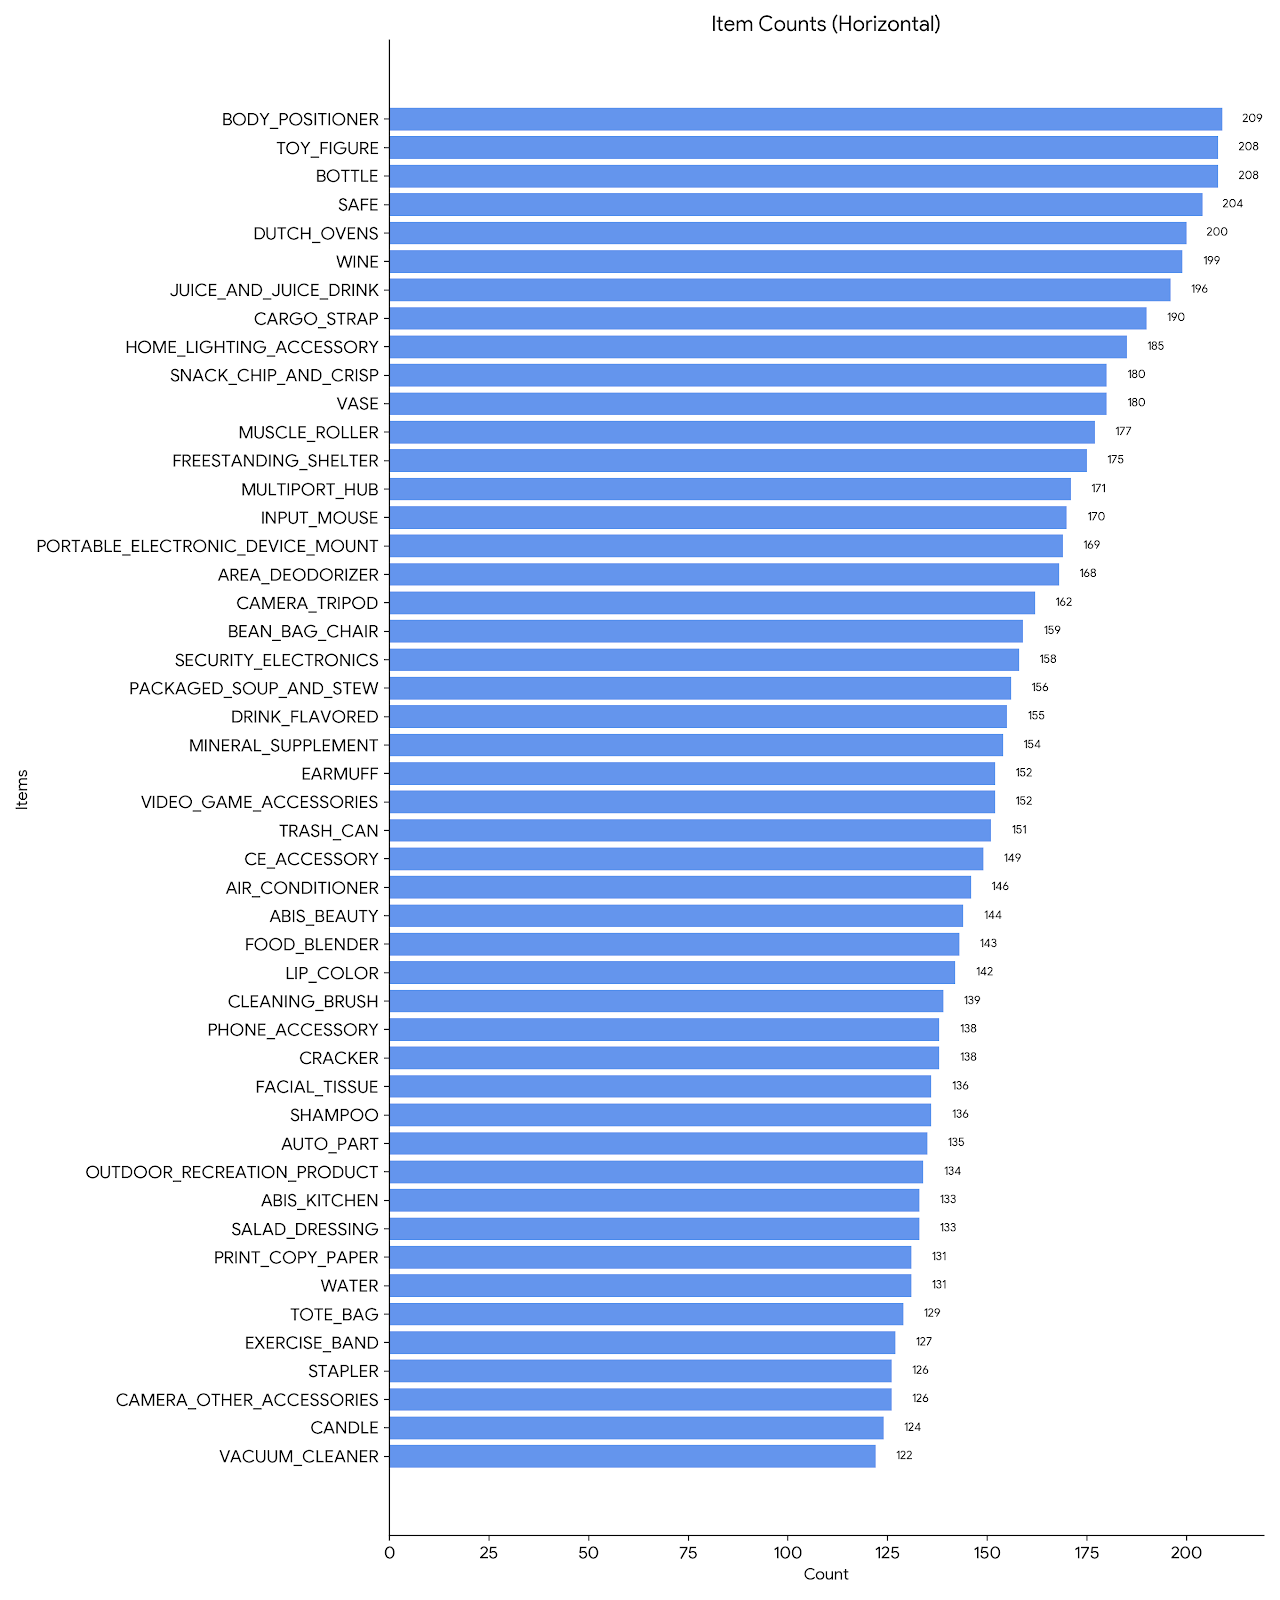 Item Counts (Horizontal)
BODY_POSITIONER 209
TOY_FIGURE 208
BOTTLE 208
SAFE 204
DUTCH_OVENS 200
WINE 199
JUICE_AND_JUICE_DRINK 196
CARGO_STRAP 190
HOME_LIGHTING_ACCESSORY 185
SNACK_CHIP_AND_CRISP 180
VASE 180
MUSCLE_ROLLER 177
FREESTANDING_SHELTER 175
MULTIPORT_HUB 171
INPUT_MOUSE 170
PORTABLE_ELECTRONIC_DEVICE_MOUNT 169
AREA_DEODORIZER 168
CAMERA_TRIPOD 162
BEAN_BAG_CHAIR 159
SECURITY_ELECTRONICS 158
PACKAGED_SOUP_AND_STEW 156
DRINK_FLAVORED 155
MINERAL_SUPPLEMENT 154
EARMUFF 152
VIDEO_GAME_ACCESSORIES 152
TRASH_CAN 151
CE_ACCESSORY 149
AIR_CONDITIONER 146
ABIS_BEAUTY 144
FOOD_BLENDER 143
LIP_COLOR 142
CLEANING_BRUSH 139
PHONE_ACCESSORY 138
CRACKER 138
FACIAL_TISSUE 136
SHAMPOO 136
AUTO_PART 135
OUTDOOR_RECREATION_PRODUCT 134
ABIS_KITCHEN 133
SALAD_DRESSING 133
PRINT_COPY_PAPER 131
WATER 131
TOTE_BAG 129
EXERCISE_BAND 127
STAPLER 126
CAMERA_OTHER_ACCESSORIES 126
CANDLE 124
VACUUM_CLEANER 122
Items
0 25 50 75 100 125 150 175 200
Count